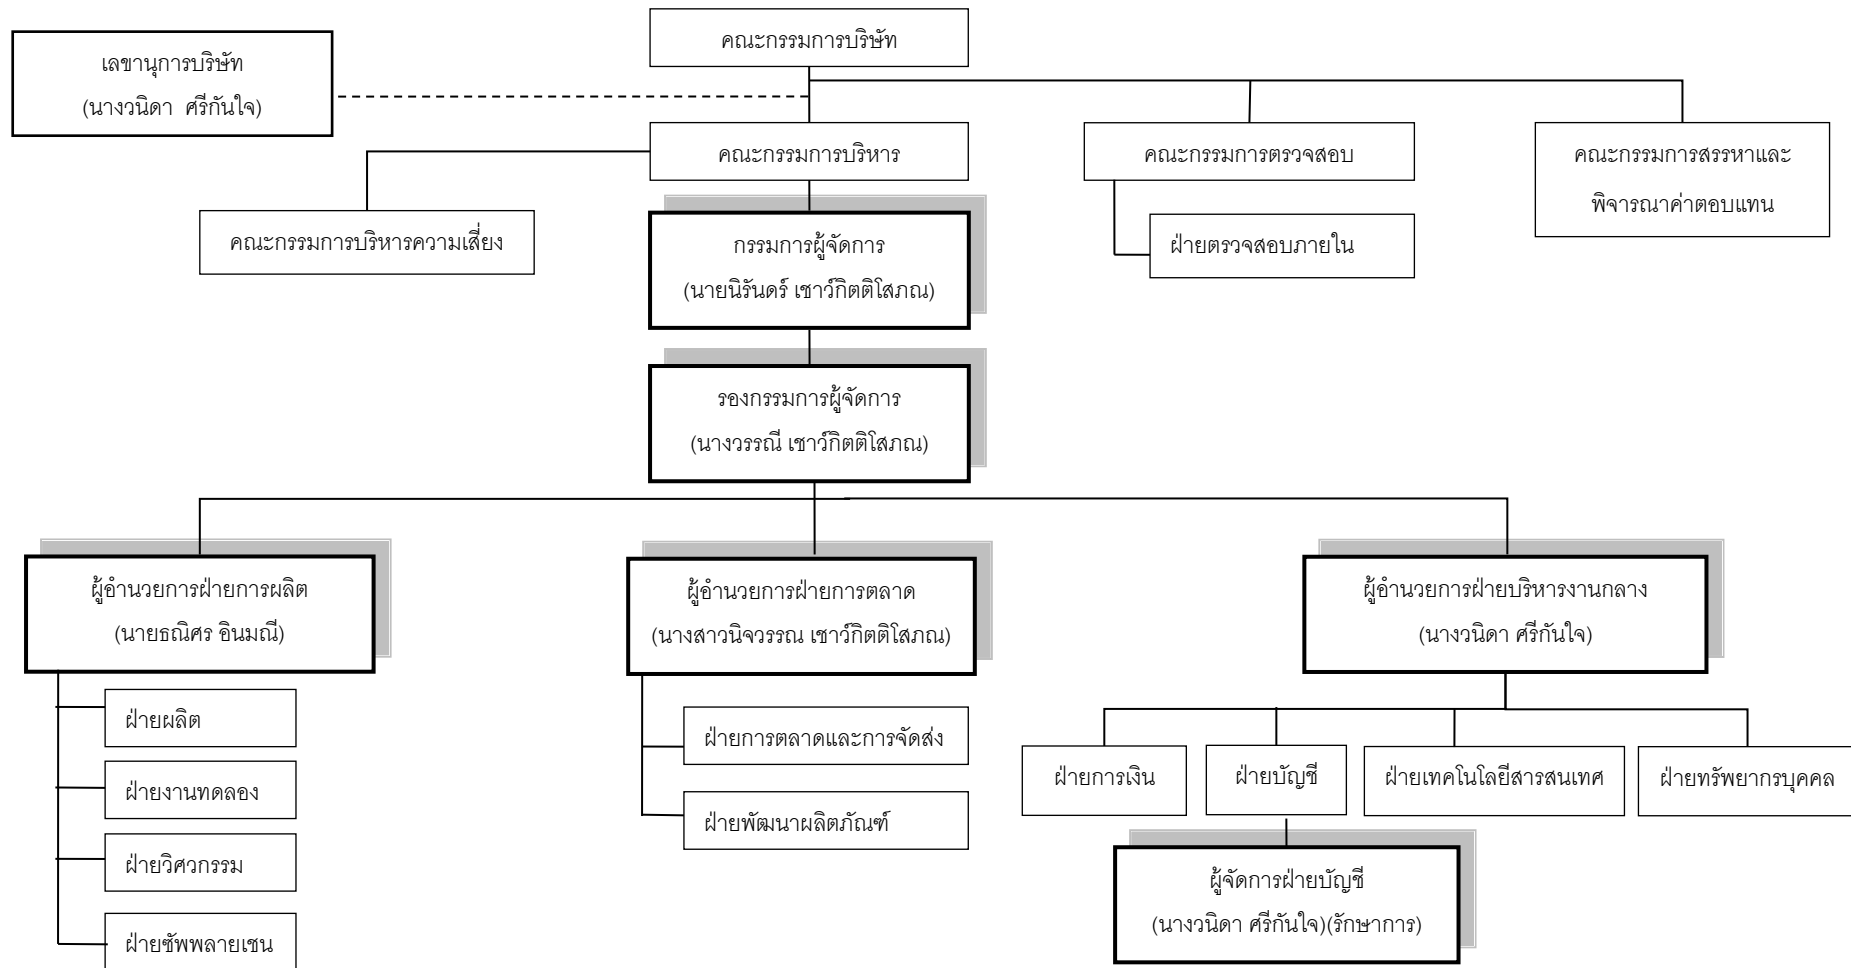 คณะกรรมการบริษัท
เลขานุการบริษัท
(นางวนิดา ศรีกันใจ)
คณะกรรมการบริหาร
คณะกรรมการตรวจสอบ
คณะกรรมการสรรหาและ
พิจารณาค่าตอบแทน
คณะกรรมการบริหารความเสี่ยง
กรรมการผู้จัดการ
(นายนิรันดร์ เชาว์กิตติโสภณ)
ฝ่ายตรวจสอบภายใน
รองกรรมการผู้จัดการ
(นางวรรณี เชาว์กิตติโสภณ)
ผู้อำนวยการฝ่ายการผลิต
(นายธณิศร อินมณี)
ผู้อำนวยการฝ่ายการตลาด
(นางสาวนิจวรรณ เชาว์กิตติโสภณ)
ผู้อำนวยการฝ่ายบริหารงานกลาง
(นางวนิดา ศรีกันใจ)
ฝ่ายผลิต
ฝ่ายงานทดลอง
ฝ่ายวิศวกรรม
ฝ่ายซัพพลายเชน
ฝ่ายการตลาดและการจัดส่ง
ฝ่ายพัฒนาผลิตภัณฑ์
ฝ่ายการเงิน
ฝ่ายบัญชี
ฝ่ายเทคโนโลยีสารสนเทศ
ฝ่ายทรัพยากรบุคคล
ผู้จัดการฝ่ายบัญชี
(นางวนิดา ศรีกันใจ)(รักษาการ)